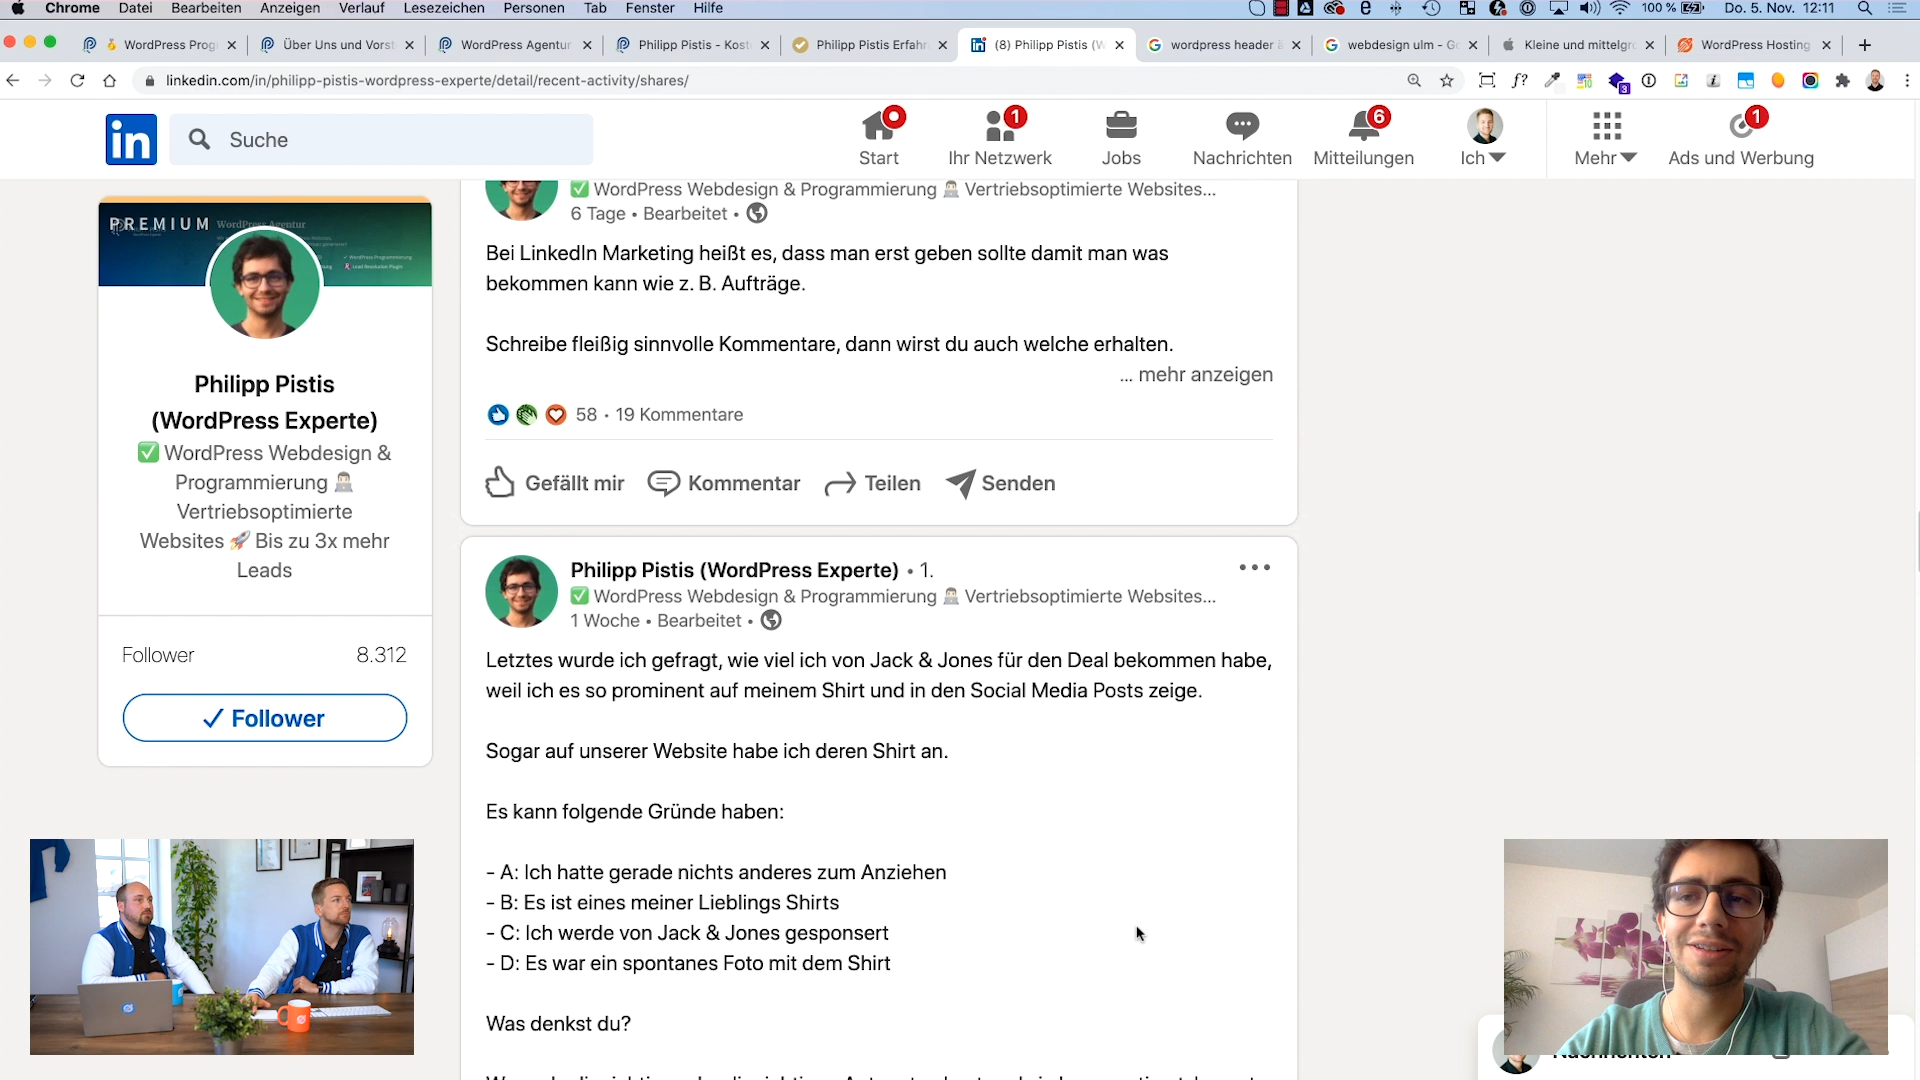 Chrome Datei Bearbeiten Anzeigen Verlauf Lesezeichen Personen Tab Fenster Hilfe 100 % Do. 5. Nov. 12:11
WordPress Prog
Über Uns und Vorst
WordPress Agentur
Philipp Pistis - Kost
Philipp Pistis Erfahr
(8) Philipp Pistis (W
wordpress header
webdesign ulm - Go
Kleine und mittelgr
WordPress Hosting
linkedin.com/in/philipp-pistis-wordpress-experte/detail/recent-activity/shares/
in
Suche
Start
1
Ihr Netzwerk
Jobs
Nachrichten
6
Mitteilungen
Ich
Mehr
1
Ads und Werbung
PREMIUM
WordPress Agentur
Philipp Pistis
(WordPress Experte)
✅ WordPress Webdesign &
Programmierung 👨🏻‍💻
Vertriebsoptimierte
Websites 🚀 Bis zu 3x mehr
Leads
Follower 8.312
✓ Follower
✅ WordPress Webdesign & Programmierung 👨🏻‍💻 Vertriebsoptimierte Websites...
6 Tage • Bearbeitet •
Bei LinkedIn Marketing heißt es, dass man erst geben sollte damit man was
bekommen kann wie z. B. Aufträge.
Schreibe fleißig sinnvolle Kommentare, dann wirst du auch welche erhalten.
... mehr anzeigen
58 · 19 Kommentare
Gefällt mir Kommentar Teilen Senden
Philipp Pistis (WordPress Experte) • 1.
✅ WordPress Webdesign & Programmierung 👨🏻‍💻 Vertriebsoptimierte Websites...
1 Woche • Bearbeitet •
Letztes wurde ich gefragt, wie viel ich von Jack & Jones für den Deal bekommen habe,
weil ich es so prominent auf meinem Shirt und in den Social Media Posts zeige.
Sogar auf unserer Website habe ich deren Shirt an.
Es kann folgende Gründe haben:
- A: Ich hatte gerade nichts anderes zum Anziehen
- B: Es ist eines meiner Lieblings Shirts
- C: Ich werde von Jack & Jones gesponsert
- D: Es war ein spontanes Foto mit dem Shirt
Was denkst du?